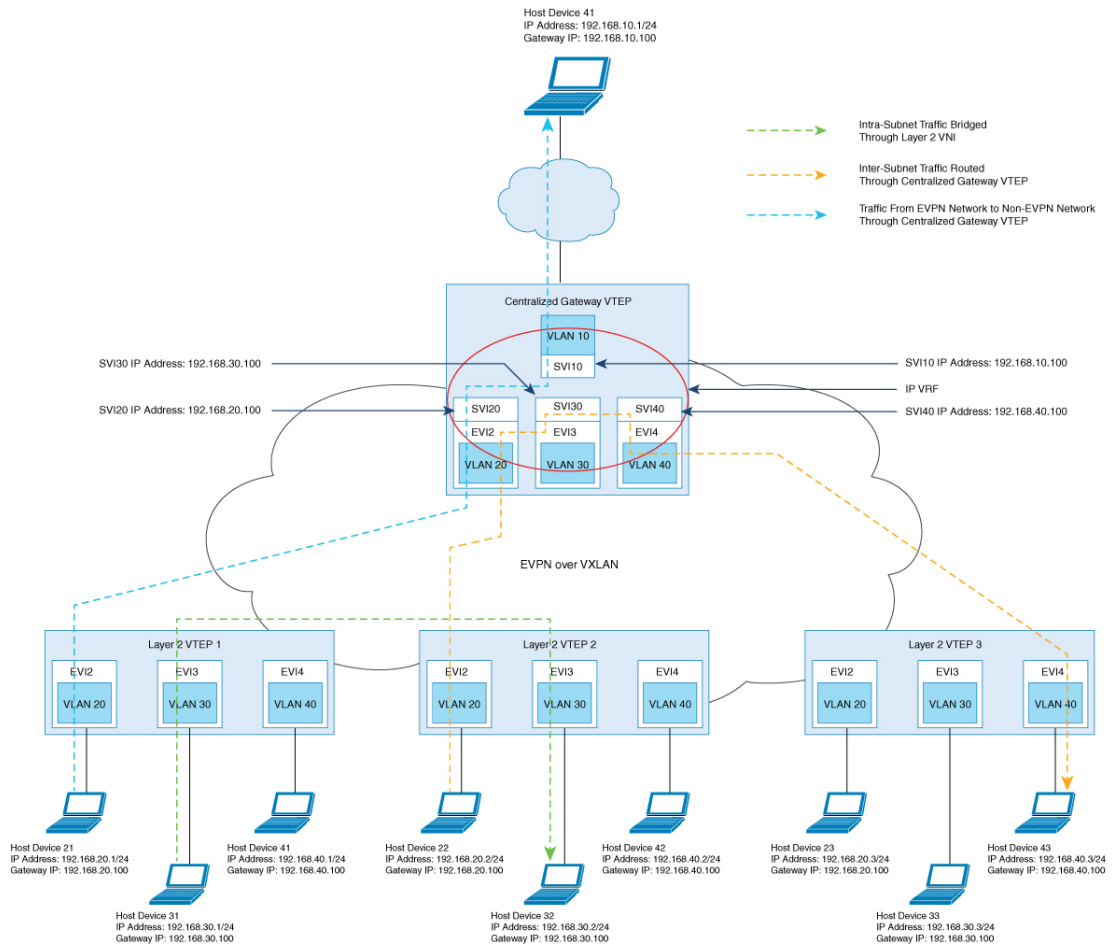 Host Device 41
IP Address: 192.168.10.1/24
Gateway IP: 192.168.10.100
Intra-Subnet Traffic Bridged
Through Layer 2 VNI
Inter-Subnet Traffic Routed
Through Centralized Gateway VTEP
Traffic From EVPN Network to Non-EVPN Network
Through Centralized Gateway VTEP
Centralized Gateway VTEP
VLAN 10
SVI10
SVI30 IP Address: 192.168.30.100
SVI10 IP Address: 192.168.10.100
IP VRF
SVI20 IP Address: 192.168.20.100
SVI40 IP Address: 192.168.40.100
SVI20
EVI2
VLAN 20
SVI30
EVI3
VLAN 30
SVI40
EVI4
VLAN 40
EVPN over VXLAN
Layer 2 VTEP 1
EVI2
VLAN 20
EVI3
VLAN 30
EVI4
VLAN 40
Layer 2 VTEP 2
EVI2
VLAN 20
EVI3
VLAN 30
EVI4
VLAN 40
Layer 2 VTEP 3
EVI2
VLAN 20
EVI3
VLAN 30
EVI4
VLAN 40
Host Device 21
IP Address: 192.168.20.1/24
Gateway IP: 192.168.20.100
Host Device 41
IP Address: 192.168.40.1/24
Gateway IP: 192.168.40.100
Host Device 22
IP Address: 192.168.20.2/24
Gateway IP: 192.168.20.100
Host Device 42
IP Address: 192.168.40.2/24
Gateway IP: 192.168.40.100
Host Device 23
IP Address: 192.168.20.3/24
Gateway IP: 192.168.20.100
Host Device 43
IP Address: 192.168.40.3/24
Gateway IP: 192.168.40.100
Host Device 31
IP Address: 192.168.30.1/24
Gateway IP: 192.168.30.100
Host Device 32
IP Address: 192.168.30.2/24
Gateway IP: 192.168.30.100
Host Device 33
IP Address: 192.168.30.3/24
Gateway IP: 192.168.30.100